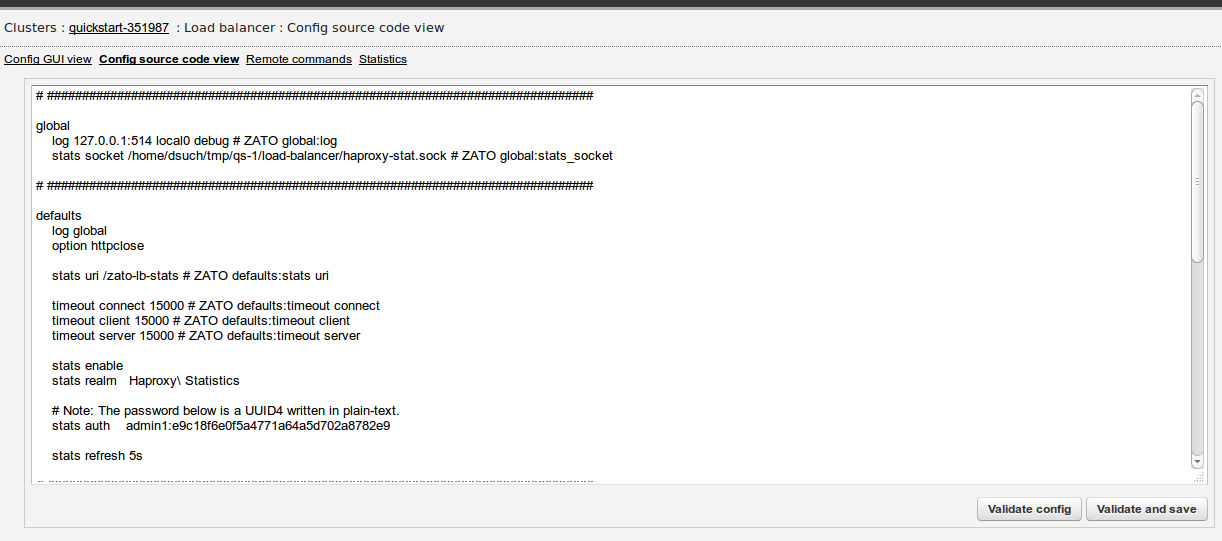 Clusters : quickstart-351987 : Load balancer : Config source code view
Config GUI view Config source code view Remote commands Statistics
# ##############################################################################
global
log 127.0.0.1:514 local0 debug # ZATO global:log
stats socket /home/dsuch/tmp/qs-1/load-balancer/haproxy-stat.sock # ZATO global:stats_socket
# ##############################################################################
defaults
log global
option httpclose
stats uri /zato-lb-stats # ZATO defaults:stats uri
timeout connect 15000 # ZATO defaults:timeout connect
timeout client 15000 # ZATO defaults:timeout client
timeout server 15000 # ZATO defaults:timeout server
stats enable
stats realm Haproxy\ Statistics
# Note: The password below is a UUID4 written in plain-text.
stats auth admin1:e9c18f6e0f5a4771a64a5d702a8782e9
stats refresh 5s
Validate config Validate and save